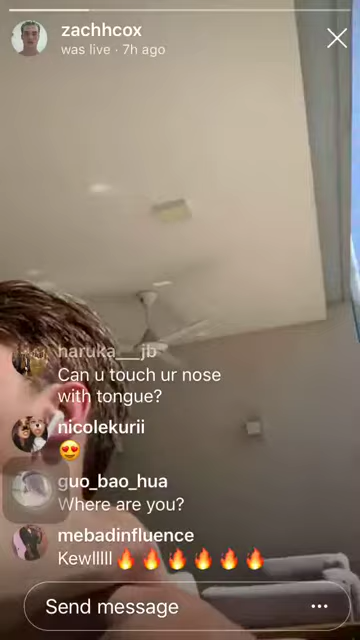 zachhcox
was live · 7h ago
haruka___jb
Can u touch ur nose
with tongue?
nicolekurii
😍
guo_bao_hua
Where are you?
mebadinfluence
Kewlllll🔥🔥🔥🔥🔥🔥
Send message